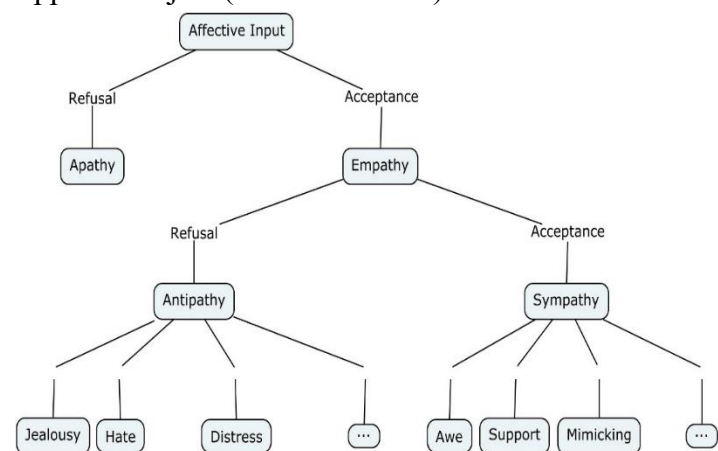 Affective Input
Refusal
Acceptance
Apathy
Empathy
Refusal
Acceptance
Antipathy
Sympathy
Jealousy
Hate
Distress
...
Awe
Support
Mimicking
...